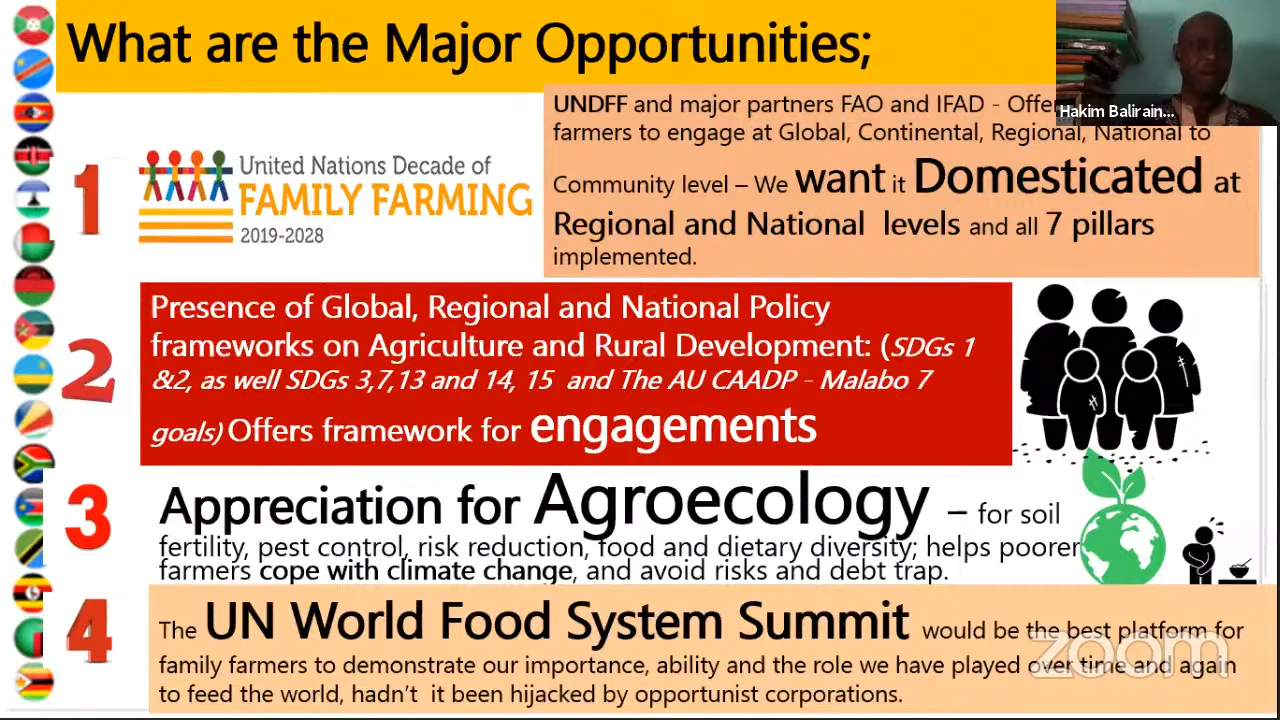 What are the Major Opportunities;
Hakim Balirain...
1
United Nations Decade of
FAMILY FARMING
2019-2028
UNDFF and major partners FAO and IFAD - Offe
farmers to engage at Global, Continental, Regional, National to
Community level – We want it Domesticated at
Regional and National levels and all 7 pillars
implemented.
2
Presence of Global, Regional and National Policy
frameworks on Agriculture and Rural Development: (SDGs 1
&2, as well SDGs 3,7,13 and 14, 15 and The AU CAADP - Malabo 7
goals) Offers framework for engagements
3
Appreciation for Agroecology – for soil
fertility, pest control, risk reduction, food and dietary diversity; helps poorer
farmers cope with climate change, and avoid risks and debt trap.
4
The UN World Food System Summit would be the best platform for
family farmers to demonstrate our importance, ability and the role we have played over time and again
to feed the world, hadn't it been hijacked by opportunist corporations.
zoom